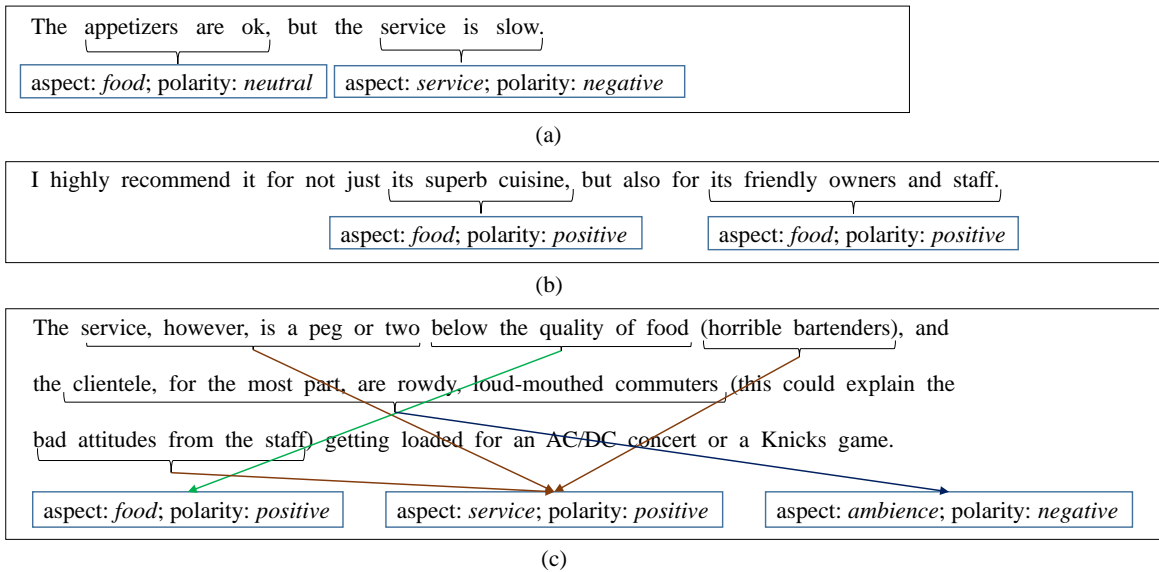 The appetizers are ok, but the service is slow.
aspect: food; polarity: neutral aspect: service; polarity: negative
(a)
I highly recommend it for not just its superb cuisine, but also for its friendly owners and staff.
aspect: food; polarity: positive aspect: food; polarity: positive
(b)
The service, however, is a peg or two below the quality of food (horrible bartenders), and
the clientele, for the most part, are rowdy, loud-mouthed commuters (this could explain the
bad attitudes from the staff) getting loaded for an AC/DC concert or a Knicks game.
aspect: food; polarity: positive aspect: service; polarity: positive aspect: ambience; polarity: negative
(c)